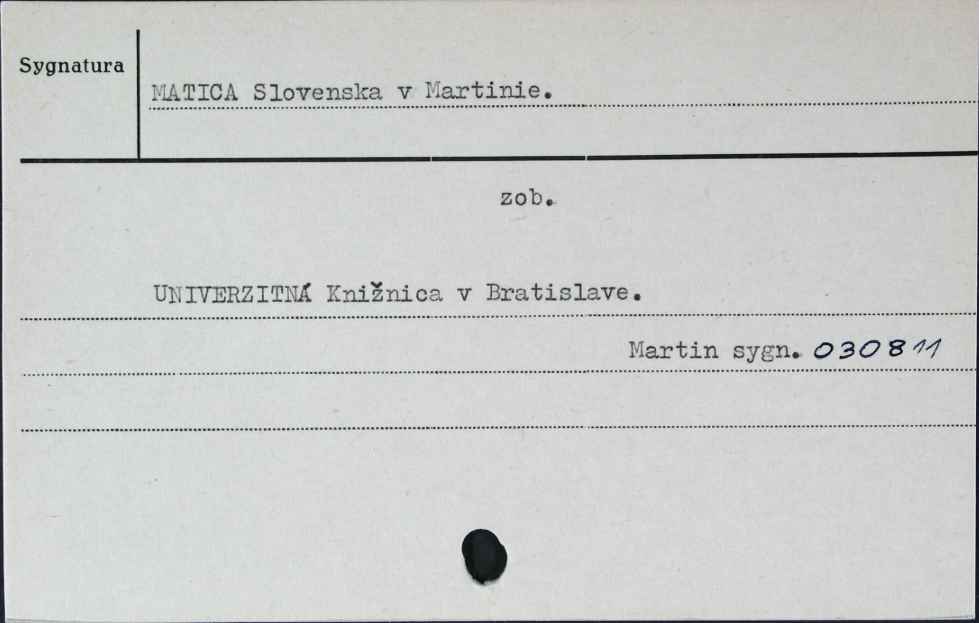 Sygnatura
MATICA Slovenska v Martinie.
zob.
UNIVERZITNÁ Knižnica v Bratislave.
Martin sygn. 030811